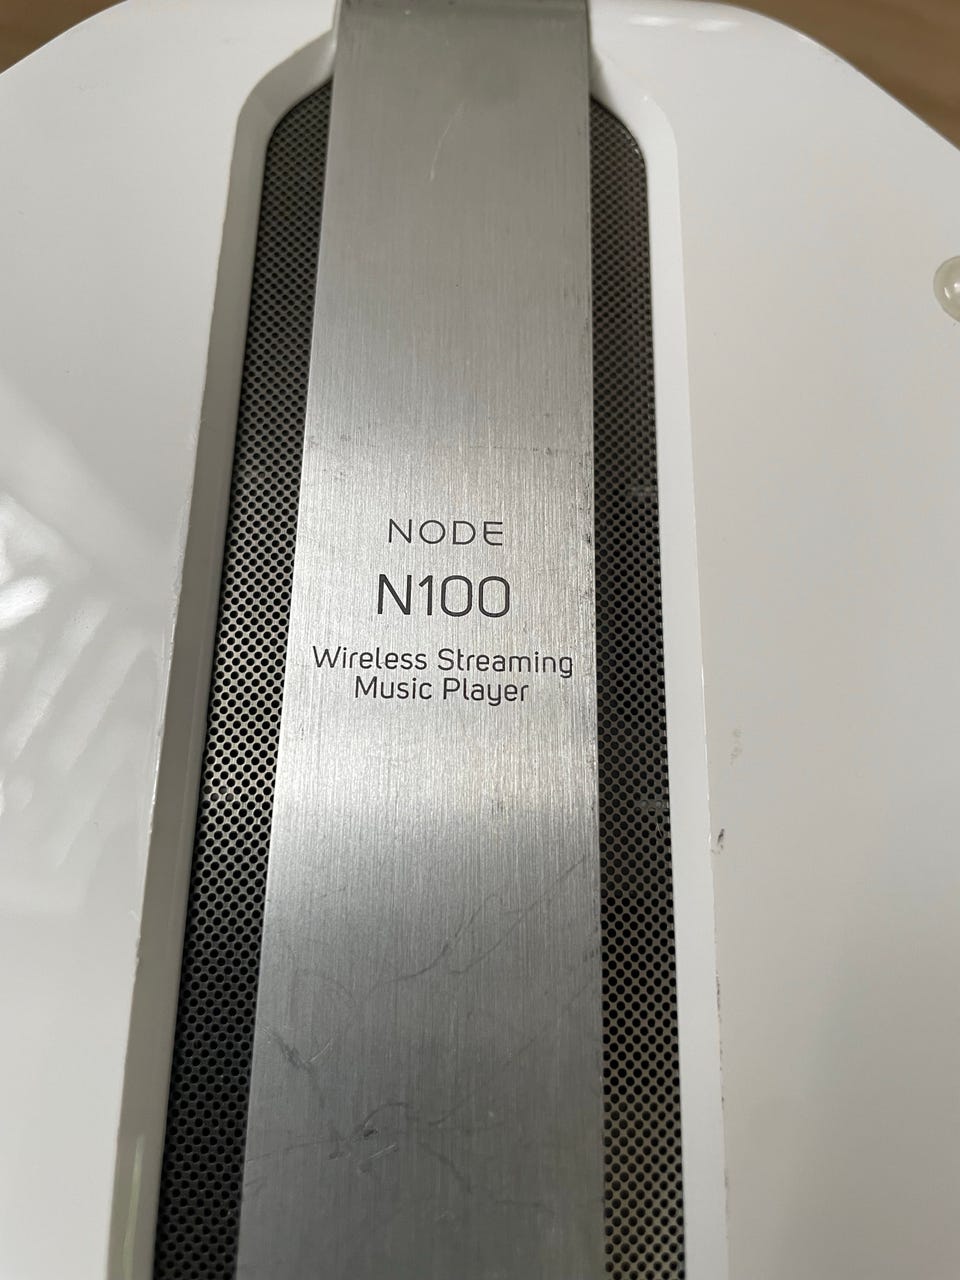 NODE
N100
Wireless Streaming
Music Player